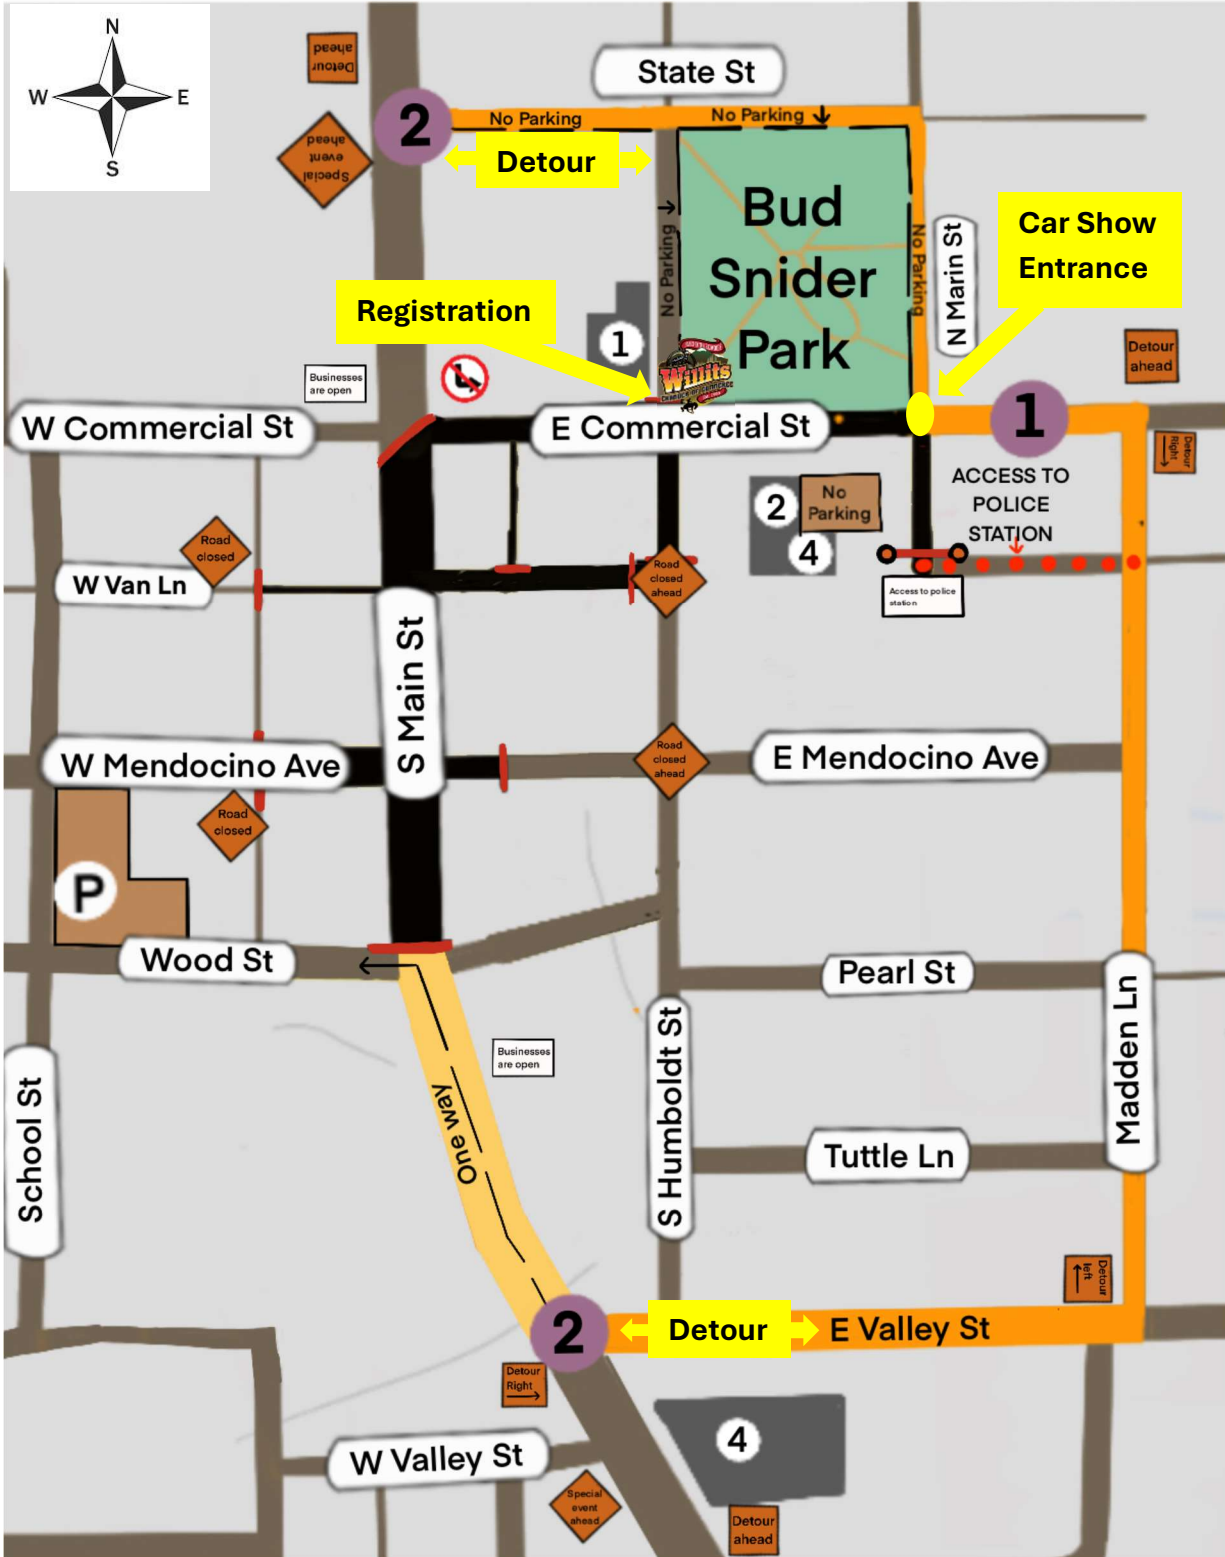 N
W
E
S
Detour
ahead
State St
2
No Parking
No Parking
Special
event
ahead
Detour
Bud
Snider
Park
No Parking
No Parking
N Marin St
Car Show
Entrance
Registration
1
Willits
Detour
ahead
Businesses
are open
W Commercial St
E Commercial St
1
Detour
Right
ACCESS TO
POLICE
STATION
2
No
Parking
4
Road
closed
W Van Ln
Road
closed
ahead
Access to police
station
S Main St
W Mendocino Ave
Road
closed
ahead
E Mendocino Ave
Road
closed
P
Wood St
Pearl St
Madden Ln
Businesses
are open
One way
S Humboldt St
School St
Tuttle Ln
Detour
left
2
Detour
E Valley St
Detour
Right
4
W Valley St
Special
event
ahead
Detour
ahead